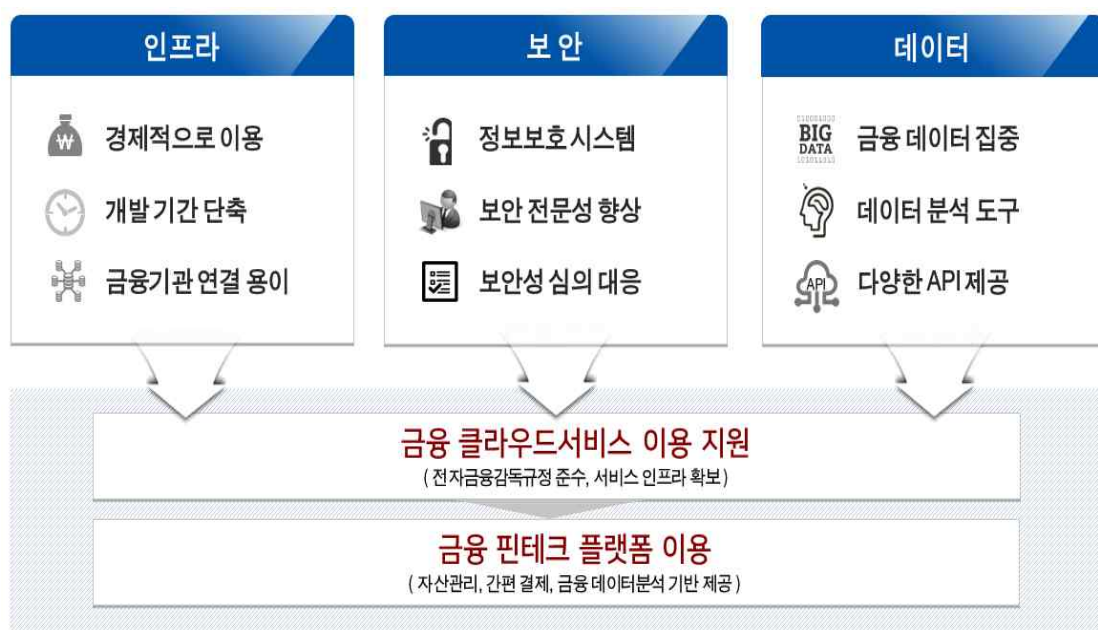 인프라
경제적으로 이용
개발 기간 단축
금융기관 연결 용이
보 안
정보보호 시스템
보안 전문성 향상
보안성 심의 대응
데이터
BIG
DATA
금융 데이터 집중
데이터 분석 도구
API
다양한 API 제공
금융 클라우드서비스 이용 지원
( 전자금융감독규정 준수, 서비스 인프라 확보 )
금융 핀테크 플랫폼 이용
( 자산관리, 간편 결제, 금융 데이터분석 기반 제공 )